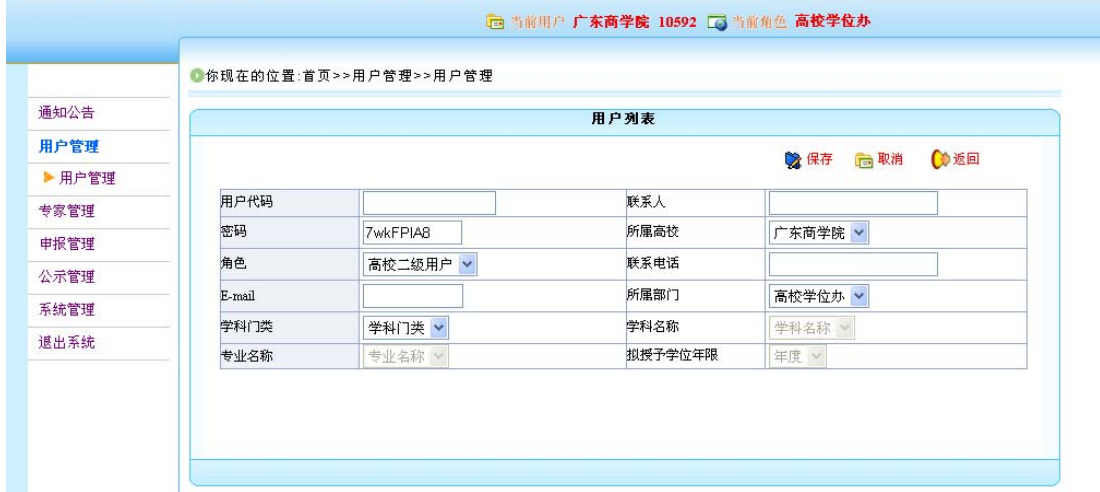 当前用户 广东商学院 10592 当前角色 高校学位办
你现在的位置:首页>>用户管理>>用户管理
通知公告
用户管理
用户管理
专家管理
申报管理
公示管理
系统管理
退出系统
用户列表
保存 取消 返回
用户代码 联系人
密码 7wkFPIA8 所属高校 广东商学院
角色 高校二级用户 联系电话
E-mail 所属部门 高校学位办
学科门类 学科门类 学科名称 学科名称
专业名称 专业名称 拟授予学位年限 年度